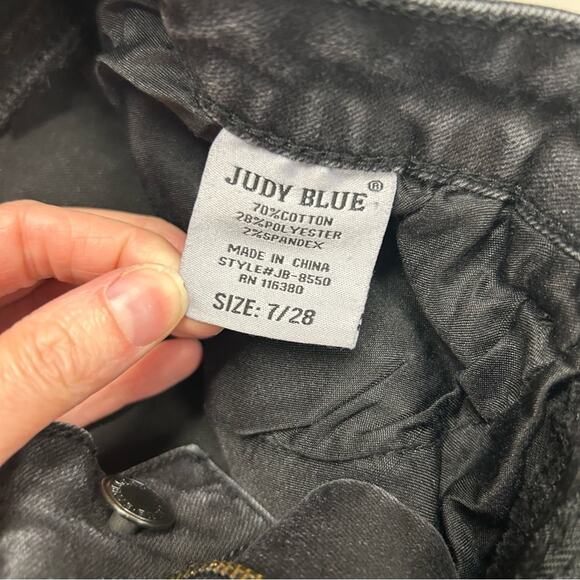 JUDY BLUE®
70%COTTON
28%POLYESTER
2%SPANDEX
MADE IN CHINA
STYLE#JB-8550
RN 116380
SIZE: 7/28